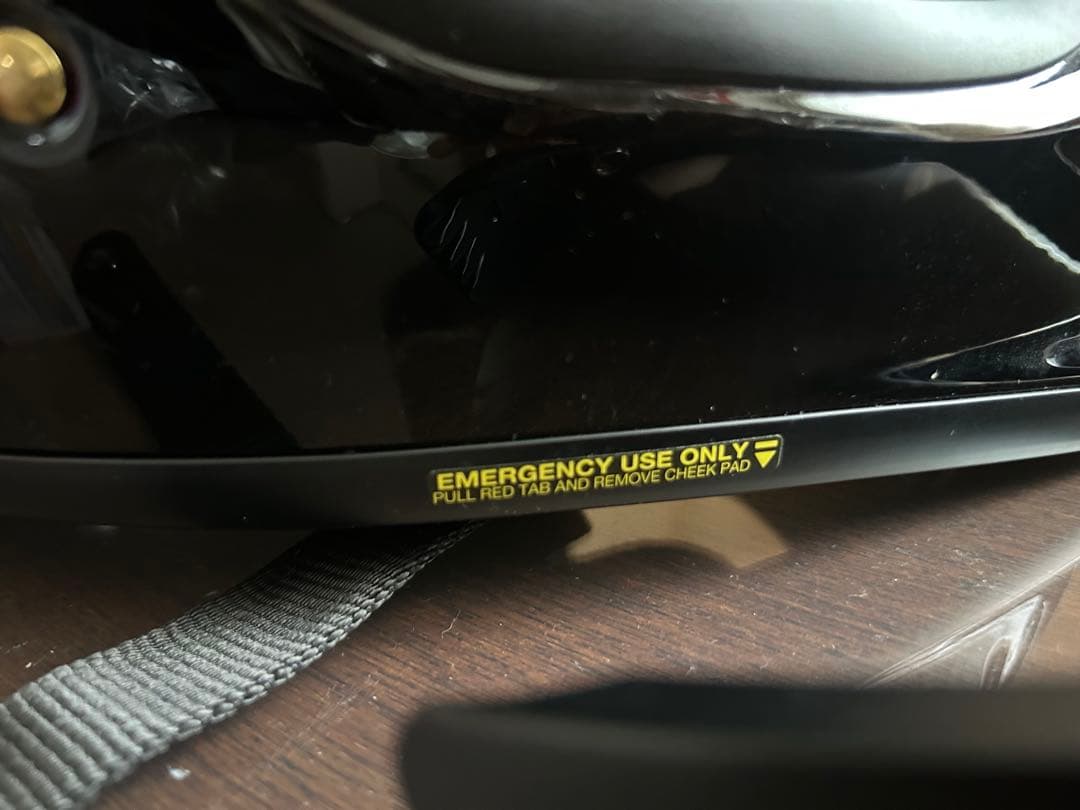 EMERGENCY USE ONLY
PULL RED TAB AND REMOVE CHEEK PAD